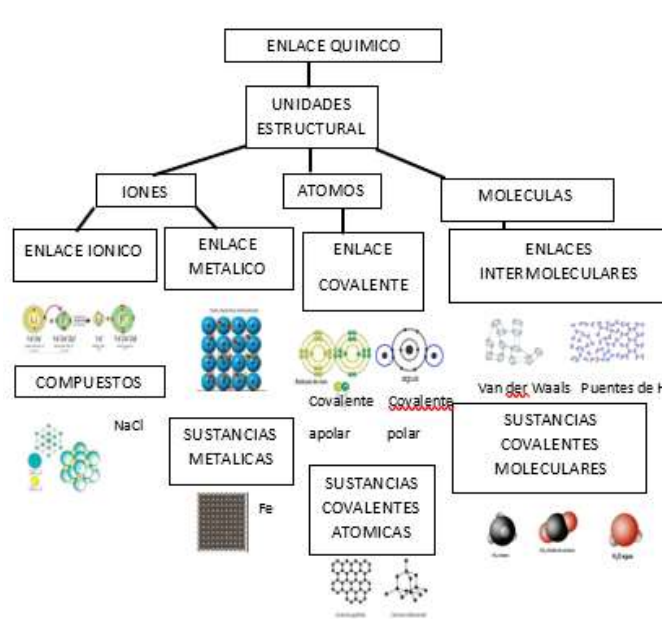 ENLACE QUIMICO
UNIDADES
ESTRUCTURAL
IONES
ATOMOS
MOLECULAS
ENLACE IONICO
ENLACE
METALICO
ENLACE
COVALENTE
ENLACES
INTERMOLECULARES
COMPUESTOS
NaCl
Covalente
apolar
Covalente
polar
Van der Waals
Puentes de H
SUSTANCIAS
METALICAS
Fe
SUSTANCIAS
COVALENTES
ATOMICAS
SUSTANCIAS
COVALENTES
MOLECULARES